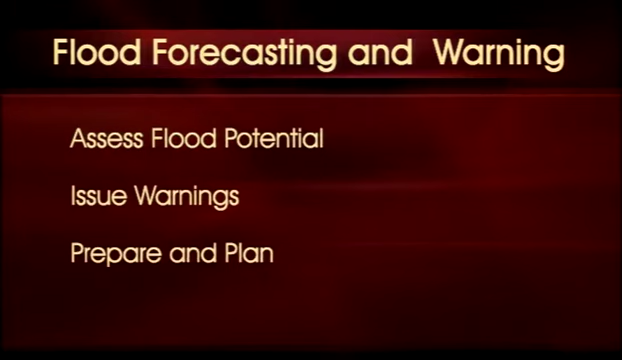 Flood Forecasting and Warning
Assess Flood Potential
Issue Warnings
Prepare and Plan